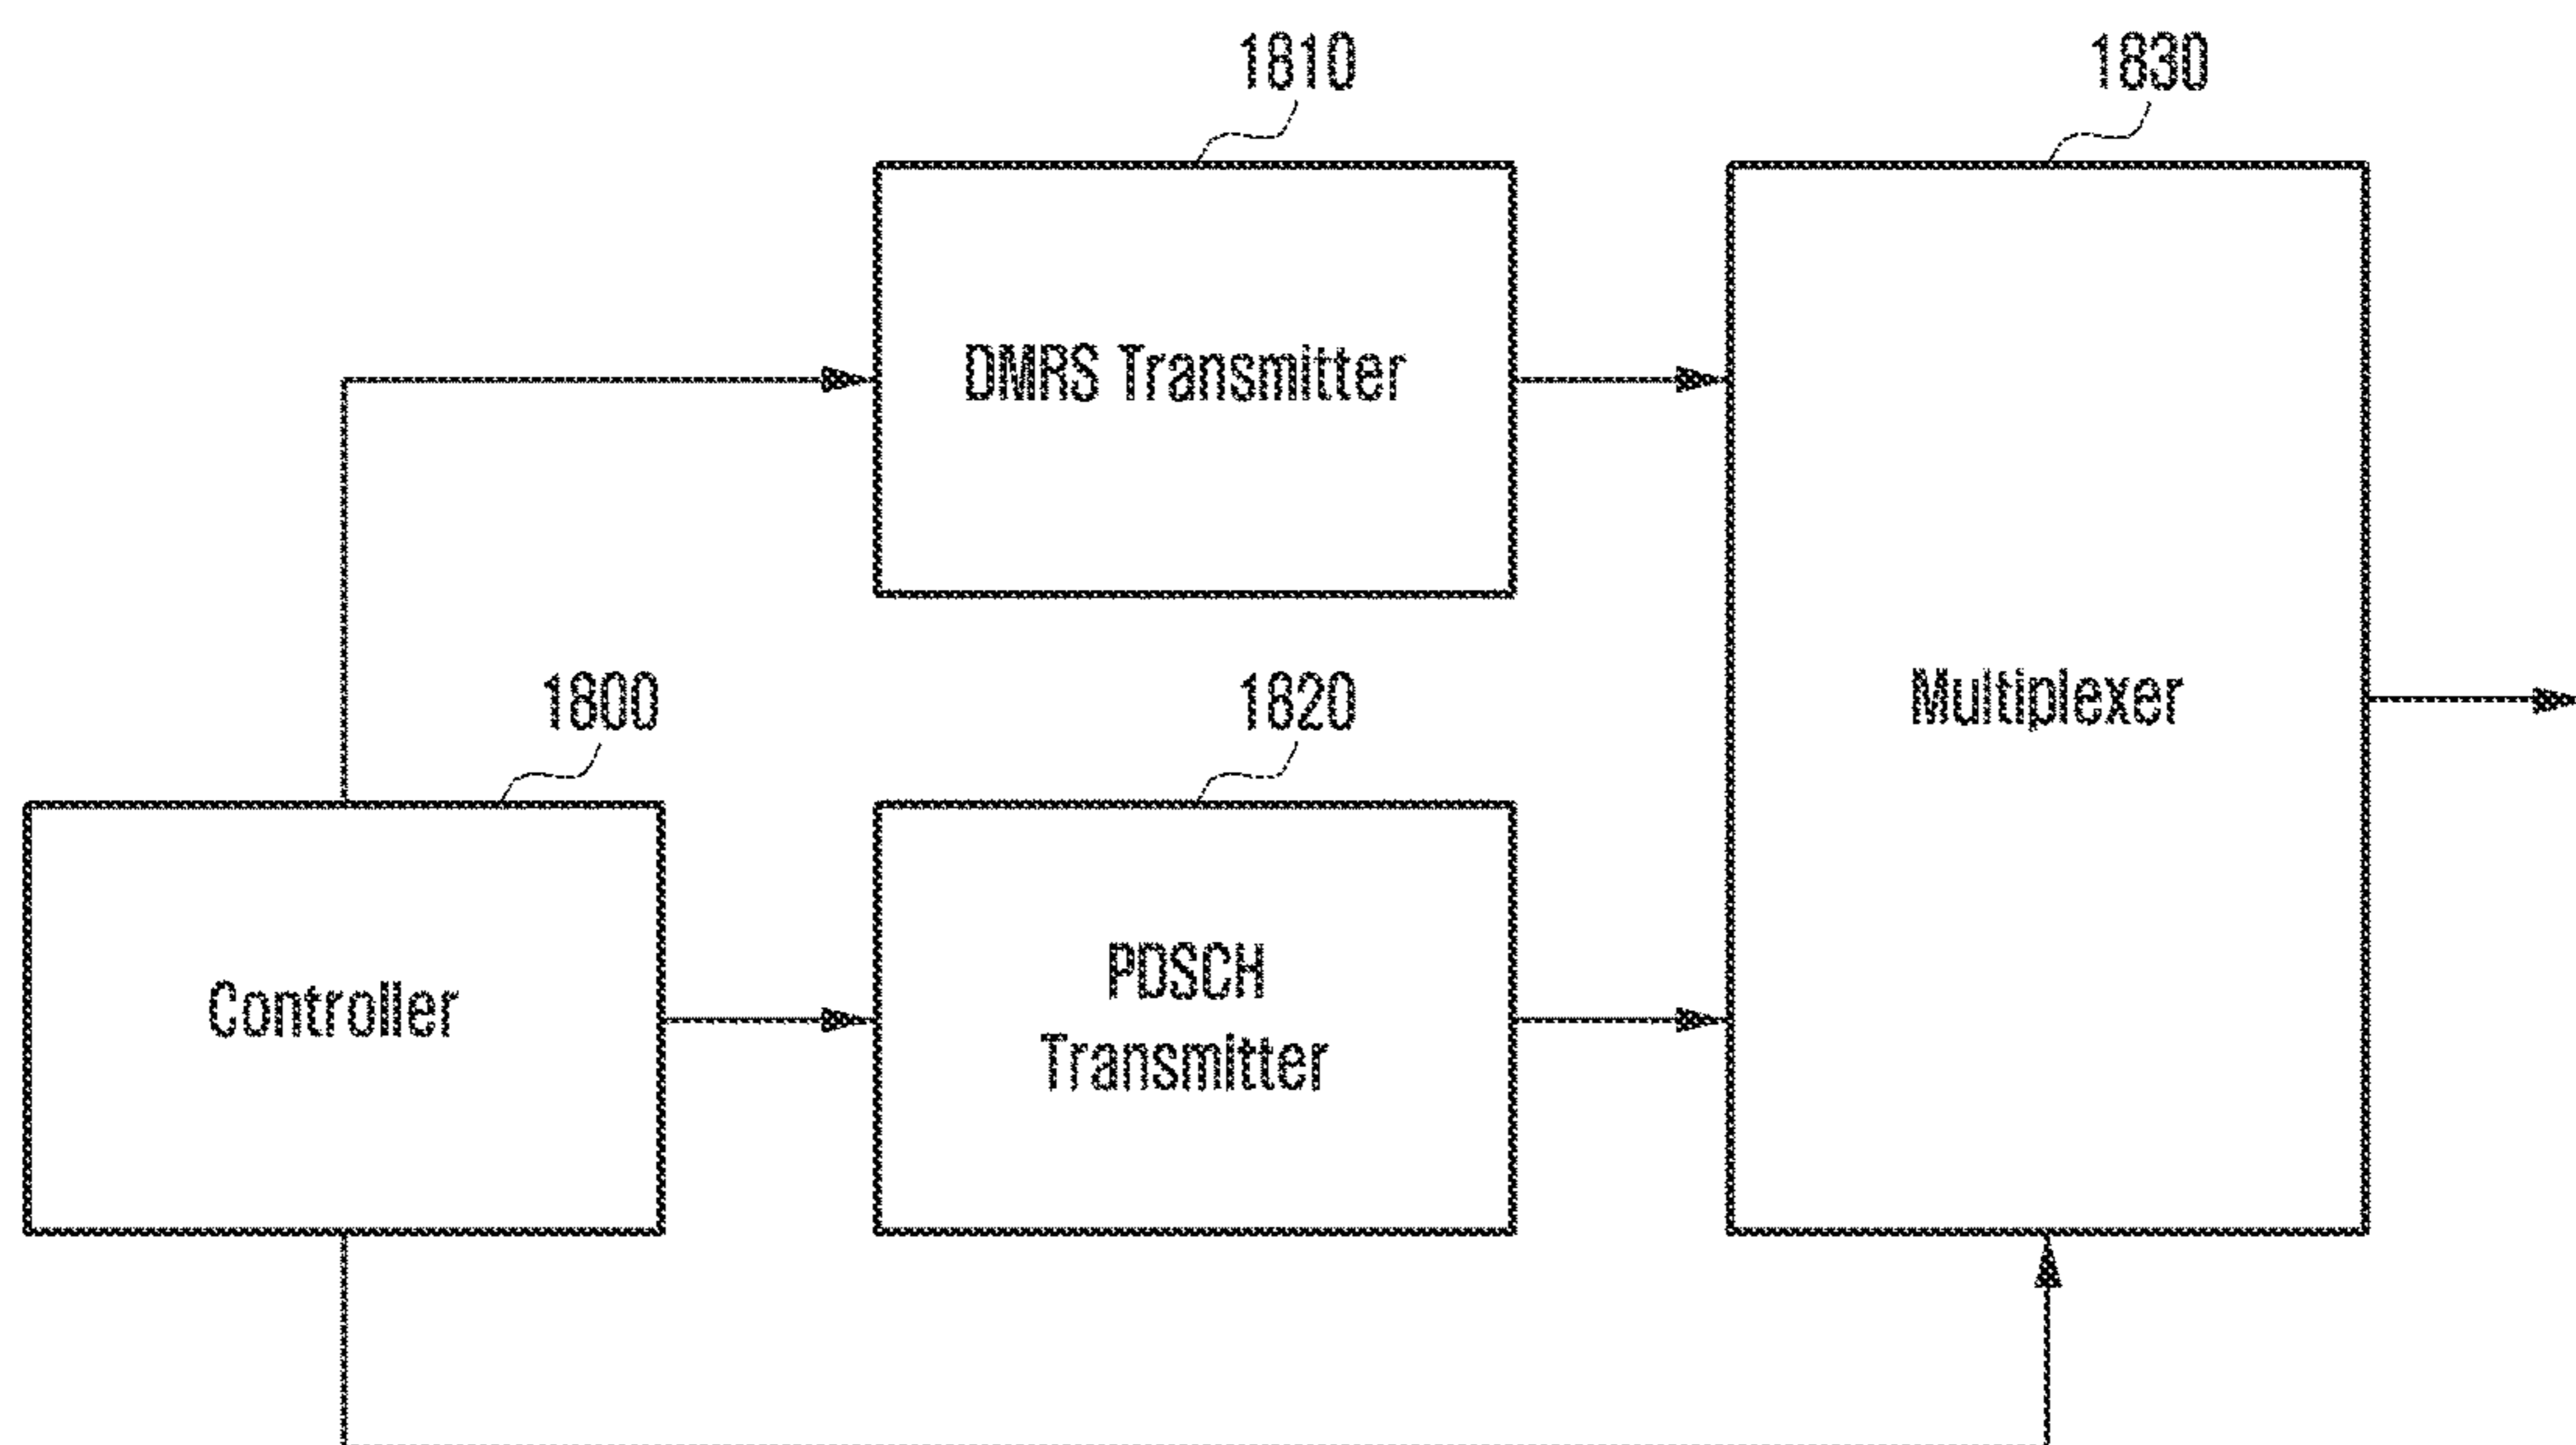 1810
1830
DMRS Transmitter
1800
1820
Multiplexer
Controller
PDSCH
Transmitter